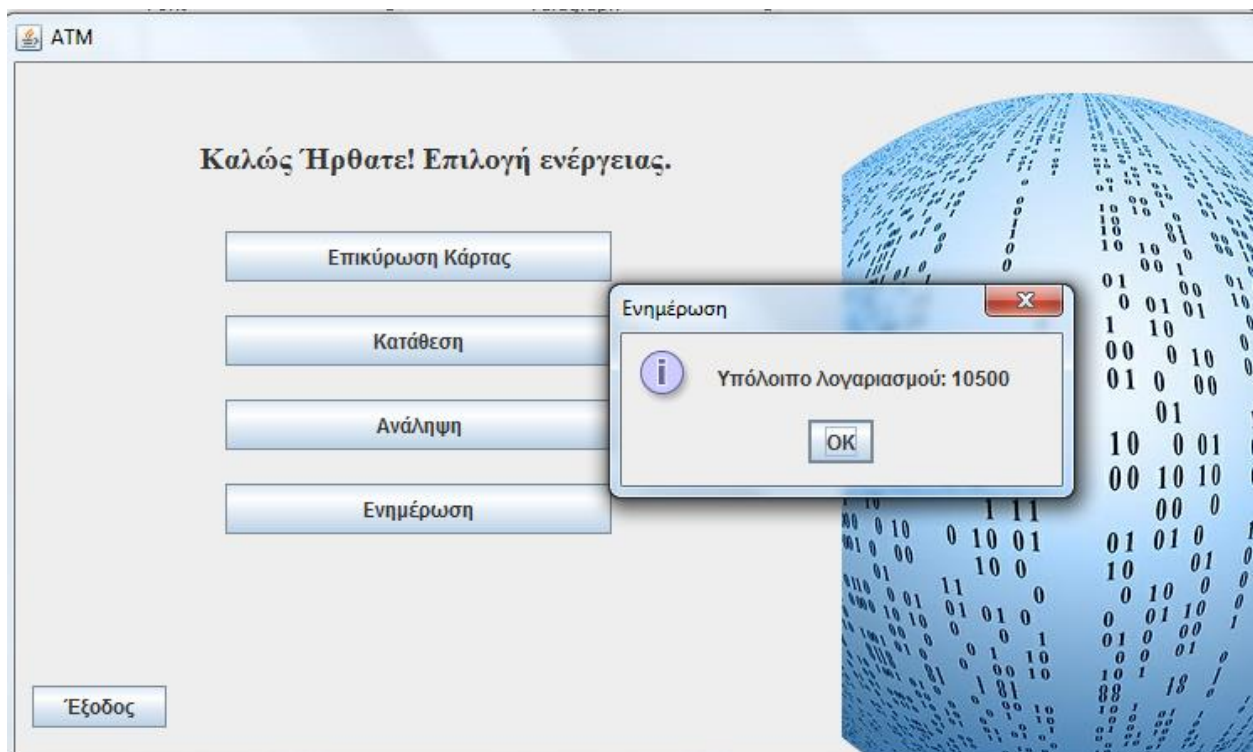 ATM
Καλώς Ήρθατε! Επιλογή ενέργειας.
Επικύρωση Κάρτας
Κατάθεση
Ανάληψη
Ενημέρωση
Ενημέρωση
Υπόλοιπο λογαριασμού: 10500
OK
Έξοδος